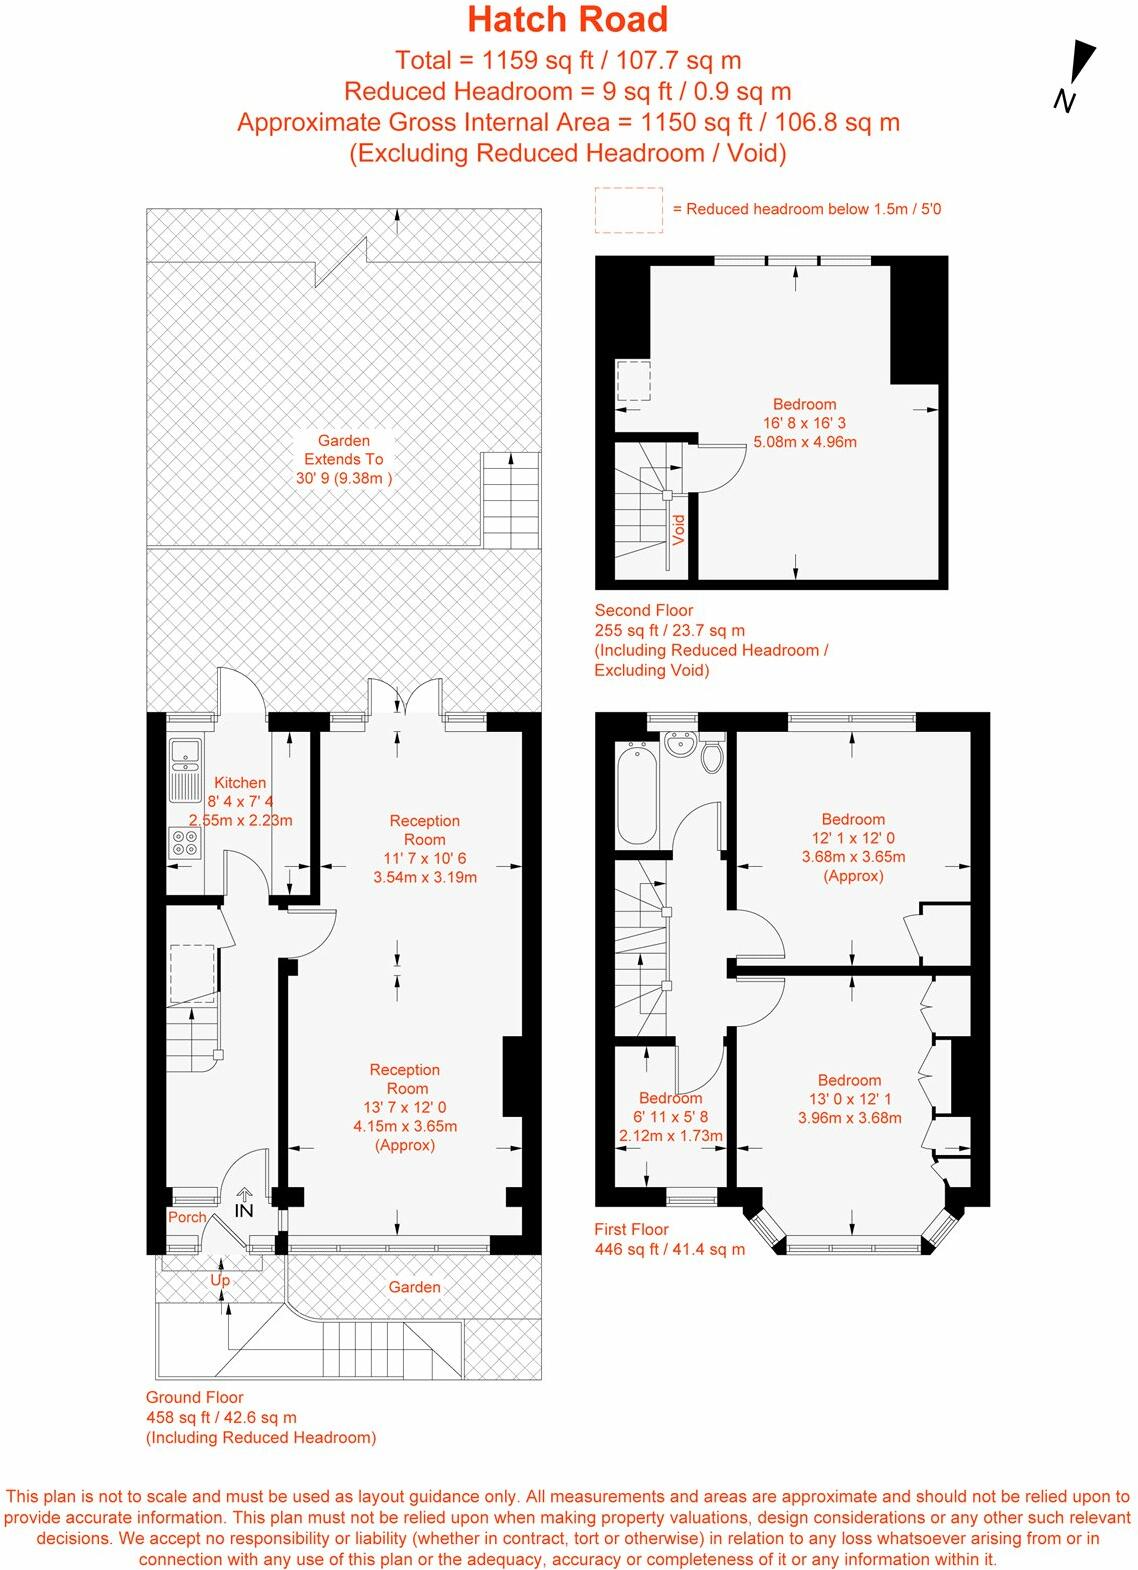 Hatch Road
Total = 1159 sq ft / 107.7 sq m
Reduced Headroom = 9 sq ft / 0.9 sq m
Approximate Gross Internal Area = 1150 sq ft / 106.8 sq m
(Excluding Reduced Headroom / Void)
N
= Reduced headroom below 1.5m / 5'0
Garden
Extends To
30' 9 (9.38m )
Bedroom
16' 8 x 16' 3
5.08m x 4.96m
Void
Second Floor
255 sq ft / 23.7 sq m
(Including Reduced Headroom /
Excluding Void)
Kitchen
8' 4 x 7' 4
2.55m x 2.23m
Reception
Room
11' 7 x 10' 6
3.54m x 3.19m
Reception
Room
13' 7 x 12' 0
4.15m x 3.65m
(Approx)
Porch
IN
Up
Garden
Ground Floor
458 sq ft / 42.6 sq m
(Including Reduced Headroom)
Bedroom
12' 1 x 12' 0
3.68m x 3.65m
(Approx)
Bedroom
13' 0 x 12' 1
3.96m x 3.68m
Bedroom
6' 11 x 5' 8
2.12m x 1.73m
First Floor
446 sq ft / 41.4 sq m
This plan is not to scale and must be used as layout guidance only. All measurements and areas are approximate and should not be relied upon to
provide accurate information. This plan must not be relied upon when making property valuations, design considerations or any other such relevant
decisions. We accept no responsibility or liability (whether in contract, tort or otherwise) in relation to any loss whatsoever arising from or in
connection with any use of this plan or the adequacy, accuracy or completeness of it or any information within it.